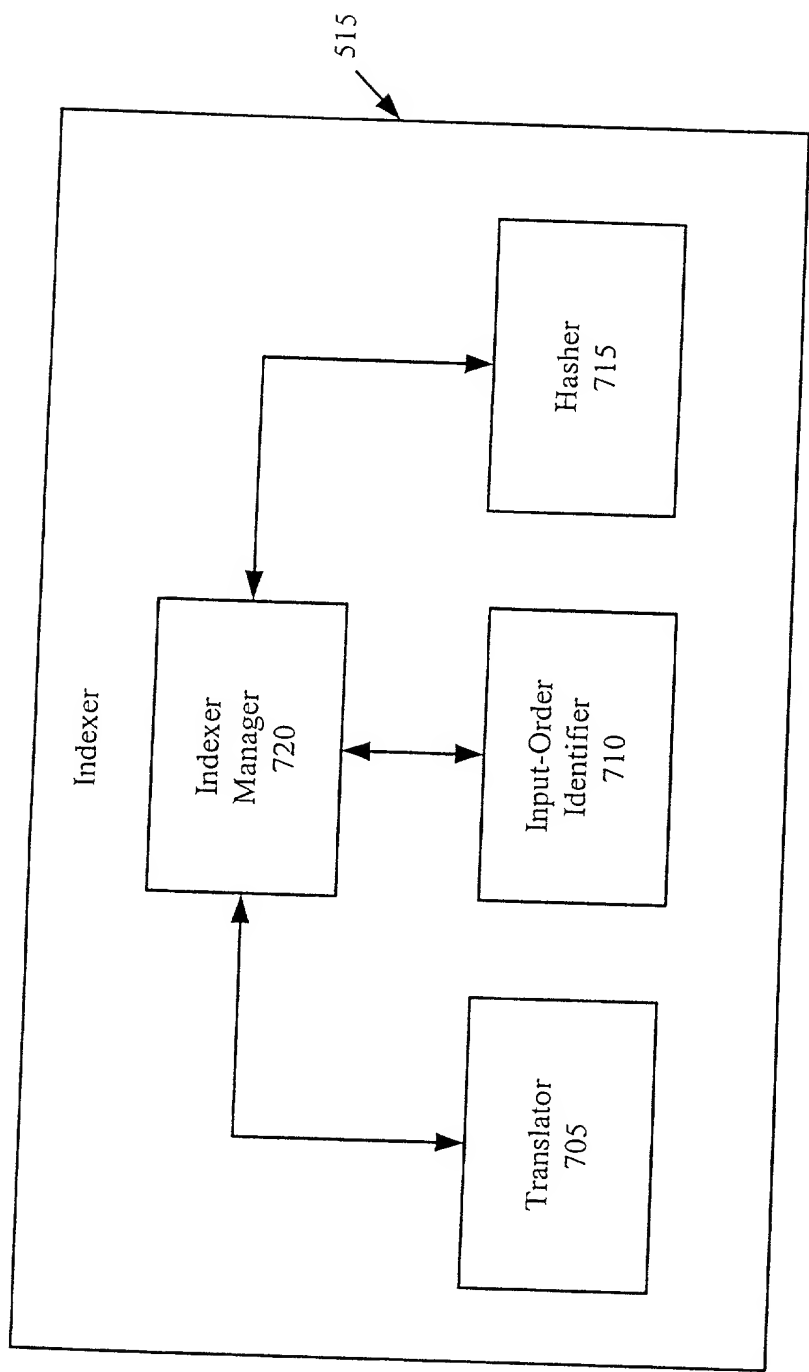 Indexer
515
Indexer
Manager
720
Translator
705
Input-Order
Identifier
710
Hasher
715